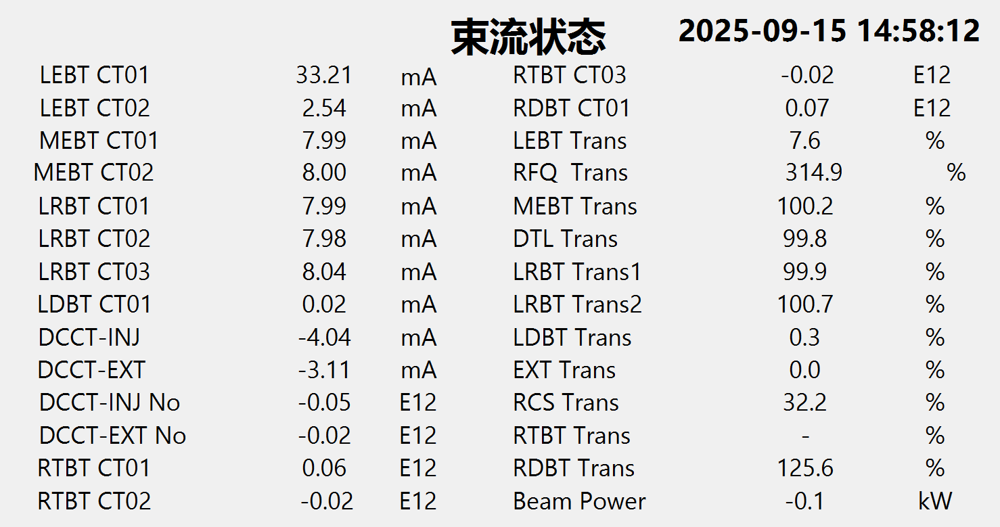 束流状态 2025-09-15 14:58:12
LEBT CT01 33.21 mA RTBT CT03 -0.02 E12
LEBT CT02 2.54 mA RDBT CT01 0.07 E12
MEBT CT01 7.99 mA LEBT Trans 7.6 %
MEBT CT02 8.00 mA RFQ Trans 314.9 %
LRBT CT01 7.99 mA MEBT Trans 100.2 %
LRBT CT02 7.98 mA DTL Trans 99.8 %
LRBT CT03 8.04 mA LRBT Trans1 99.9 %
LDBT CT01 0.02 mA LRBT Trans2 100.7 %
DCCT-INJ -4.04 mA LDBT Trans 0.3 %
DCCT-EXT -3.11 mA EXT Trans 0.0 %
DCCT-INJ No -0.05 E12 RCS Trans 32.2 %
DCCT-EXT No -0.02 E12 RTBT Trans - %
RTBT CT01 0.06 E12 RDBT Trans 125.6 %
RTBT CT02 -0.02 E12 Beam Power -0.1 kW